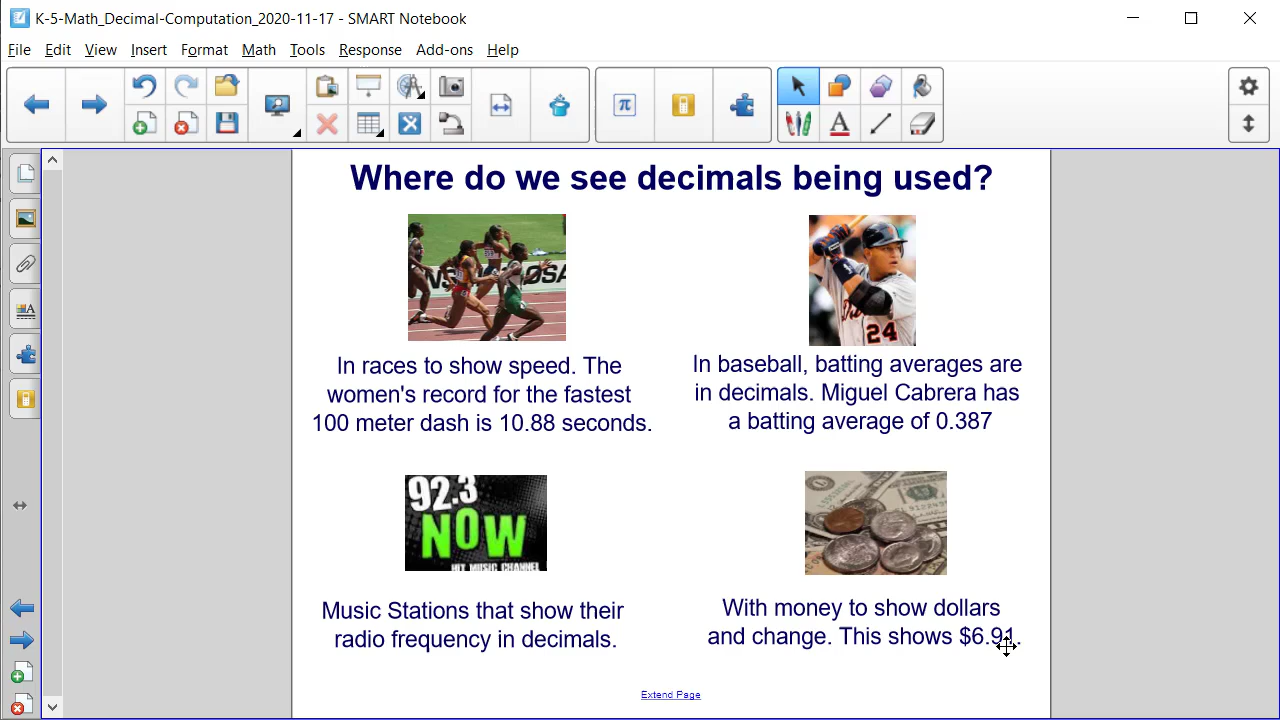 K-5-Math_Decimal-Computation_2020-11-17 - SMART Notebook
File Edit View Insert Format Math Tools Response Add-ons Help
Where do we see decimals being used?
24
In races to show speed. The
women's record for the fastest
100 meter dash is 10.88 seconds.
In baseball, batting averages are
in decimals. Miguel Cabrera has
a batting average of 0.387
92.3
NOW
HIT MUSIC CHANNEL
Music Stations that show their
radio frequency in decimals.
With money to show dollars
and change. This shows $6.91.
Extend Page